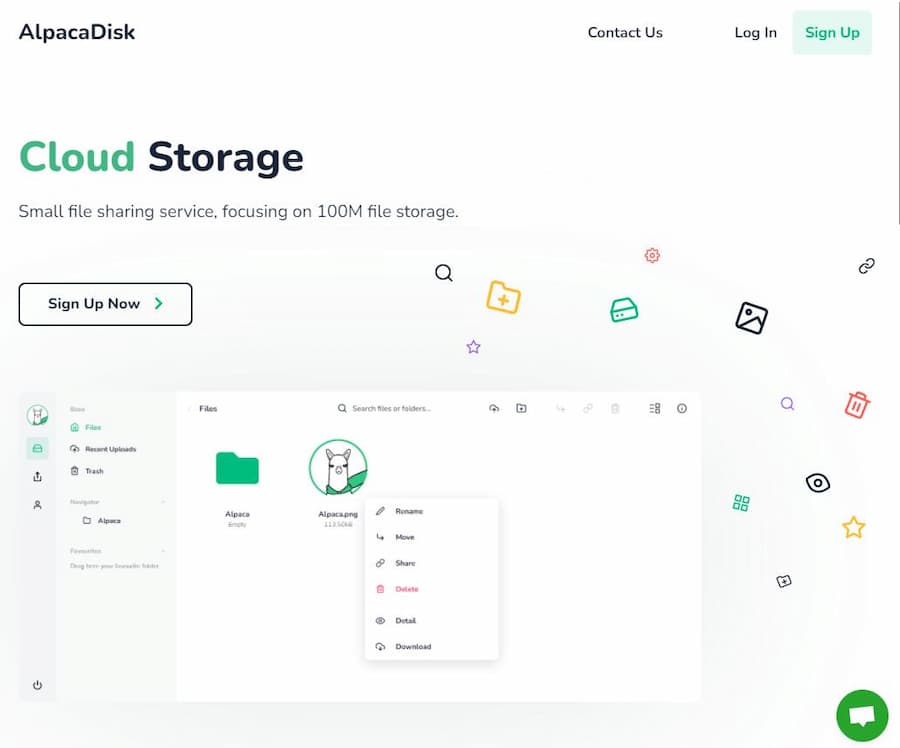 AlpacaDisk
Contact Us
Log In
Sign Up
Cloud Storage
Small file sharing service, focusing on 100M file storage.
Sign Up Now
Base
Files
Recent Uploads
Trash
Navigator
Alpaca
Favourites
Drag here your favourite folder
Files
Search files or folders...
Alpaca
Empty
Alpaca.png
113.50kB
Rename
Move
Share
Delete
Detail
Download